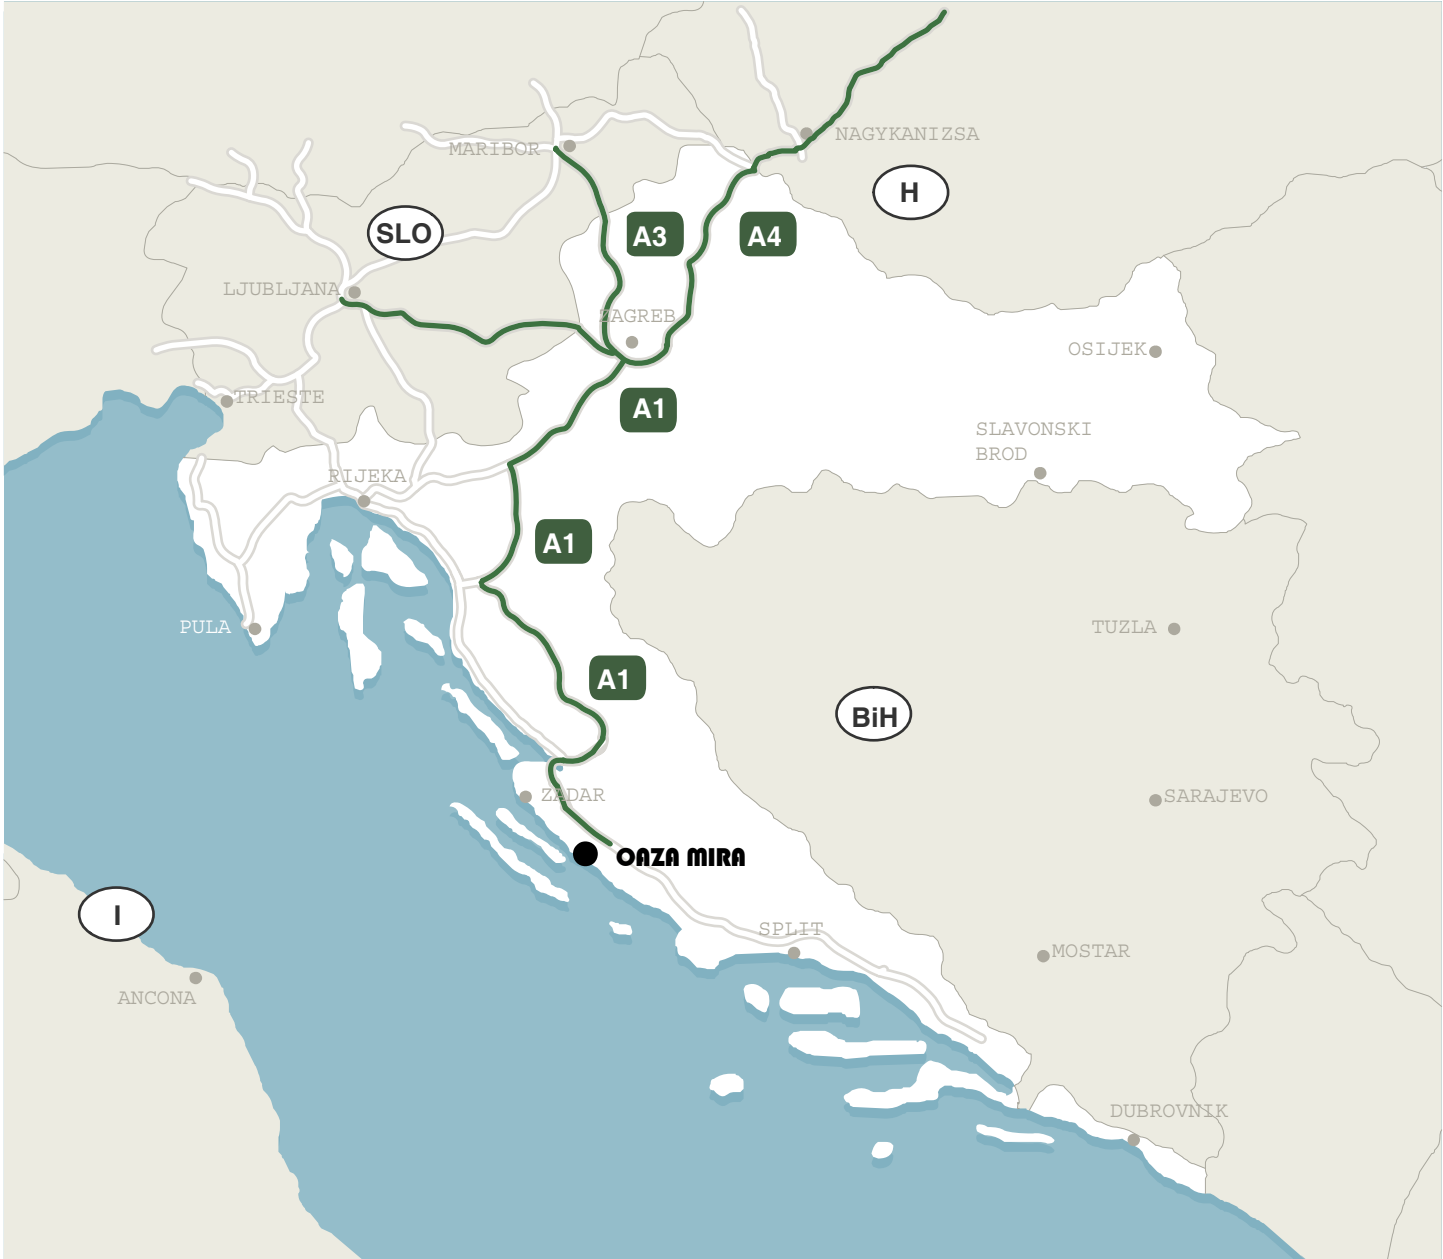 NAGYKANIZSA
MARIBOR
H
A3
A4
SLO
LJUBLJANA
ZAGREB
OSIJEK
TRIESTE
A1
SLAVONSKI
BROD
RIJEKA
A1
PULA
TUZLA
A1
BiH
ZADAR
SARAJEVO
OAZA MIRA
I
SPLIT
MOSTAR
ANCONA
DUBROVNIK